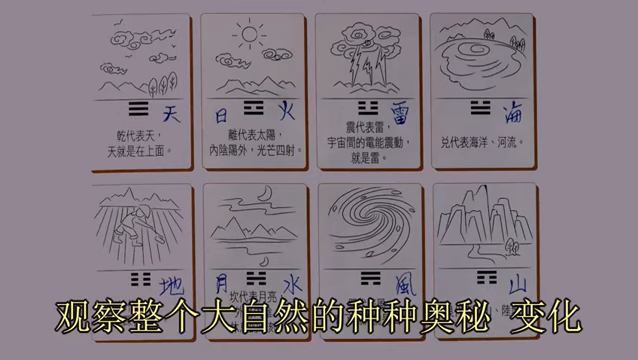 天
乾代表天，
天就是在上面。
日 火
離代表太陽，
內陰陽外，光芒四射。
雷
震代表雷，
宇宙間的電能震動，
就是雷。
海
兌代表海洋、河流。
地
月 水
坎代表月亮
風
山
观察整个大自然的种种奥秘 变化